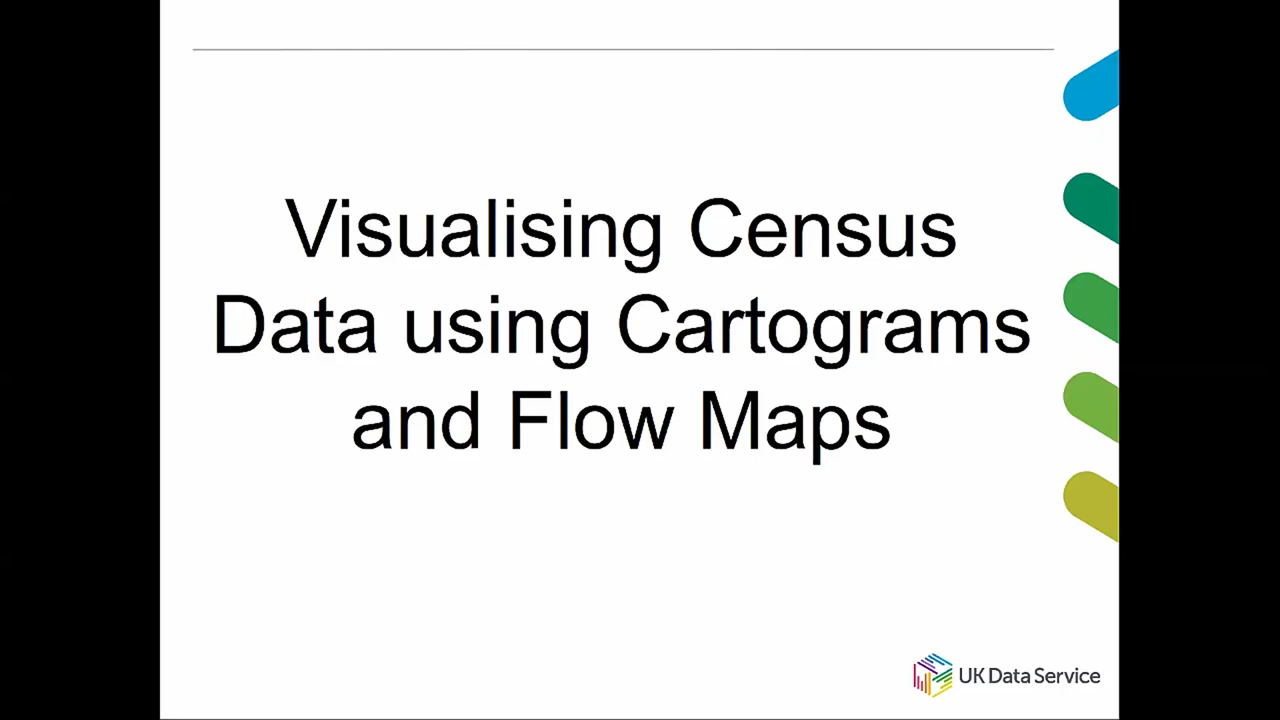 Visualising Census
Data using Cartograms
and Flow Maps
UK Data Service